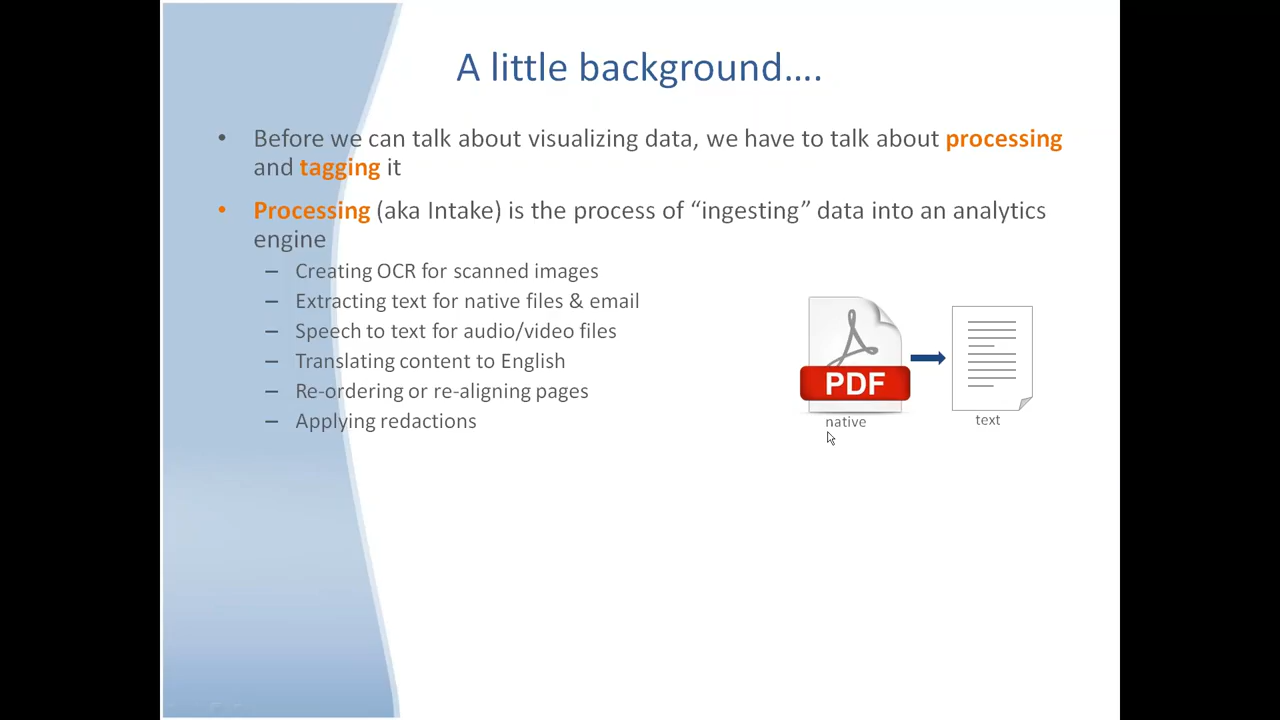 A little background....
• Before we can talk about visualizing data, we have to talk about processing
and tagging it
• Processing (aka Intake) is the process of “ingesting” data into an analytics
engine
– Creating OCR for scanned images
– Extracting text for native files & email
– Speech to text for audio/video files
– Translating content to English
– Re-ordering or re-aligning pages
– Applying redactions
PDF
native
text